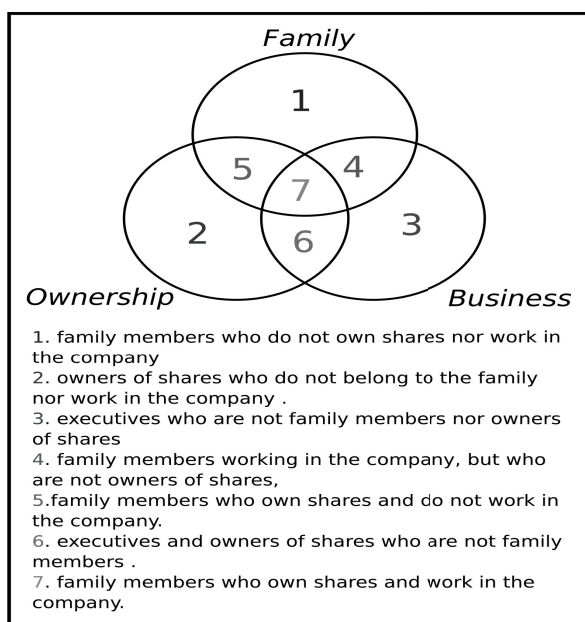 Family
1
5
4
7
2
3
6
Ownership
Business
1. family members who do not own shares nor work in
the company
2. owners of shares who do not belong to the family
nor work in the company .
3. executives who are not family members nor owners
of shares
4. family members working in the company, but who
are not owners of shares,
5.family members who own shares and do not work in
the company.
6. executives and owners of shares who are not family
members .
7. family members who own shares and work in the
company.